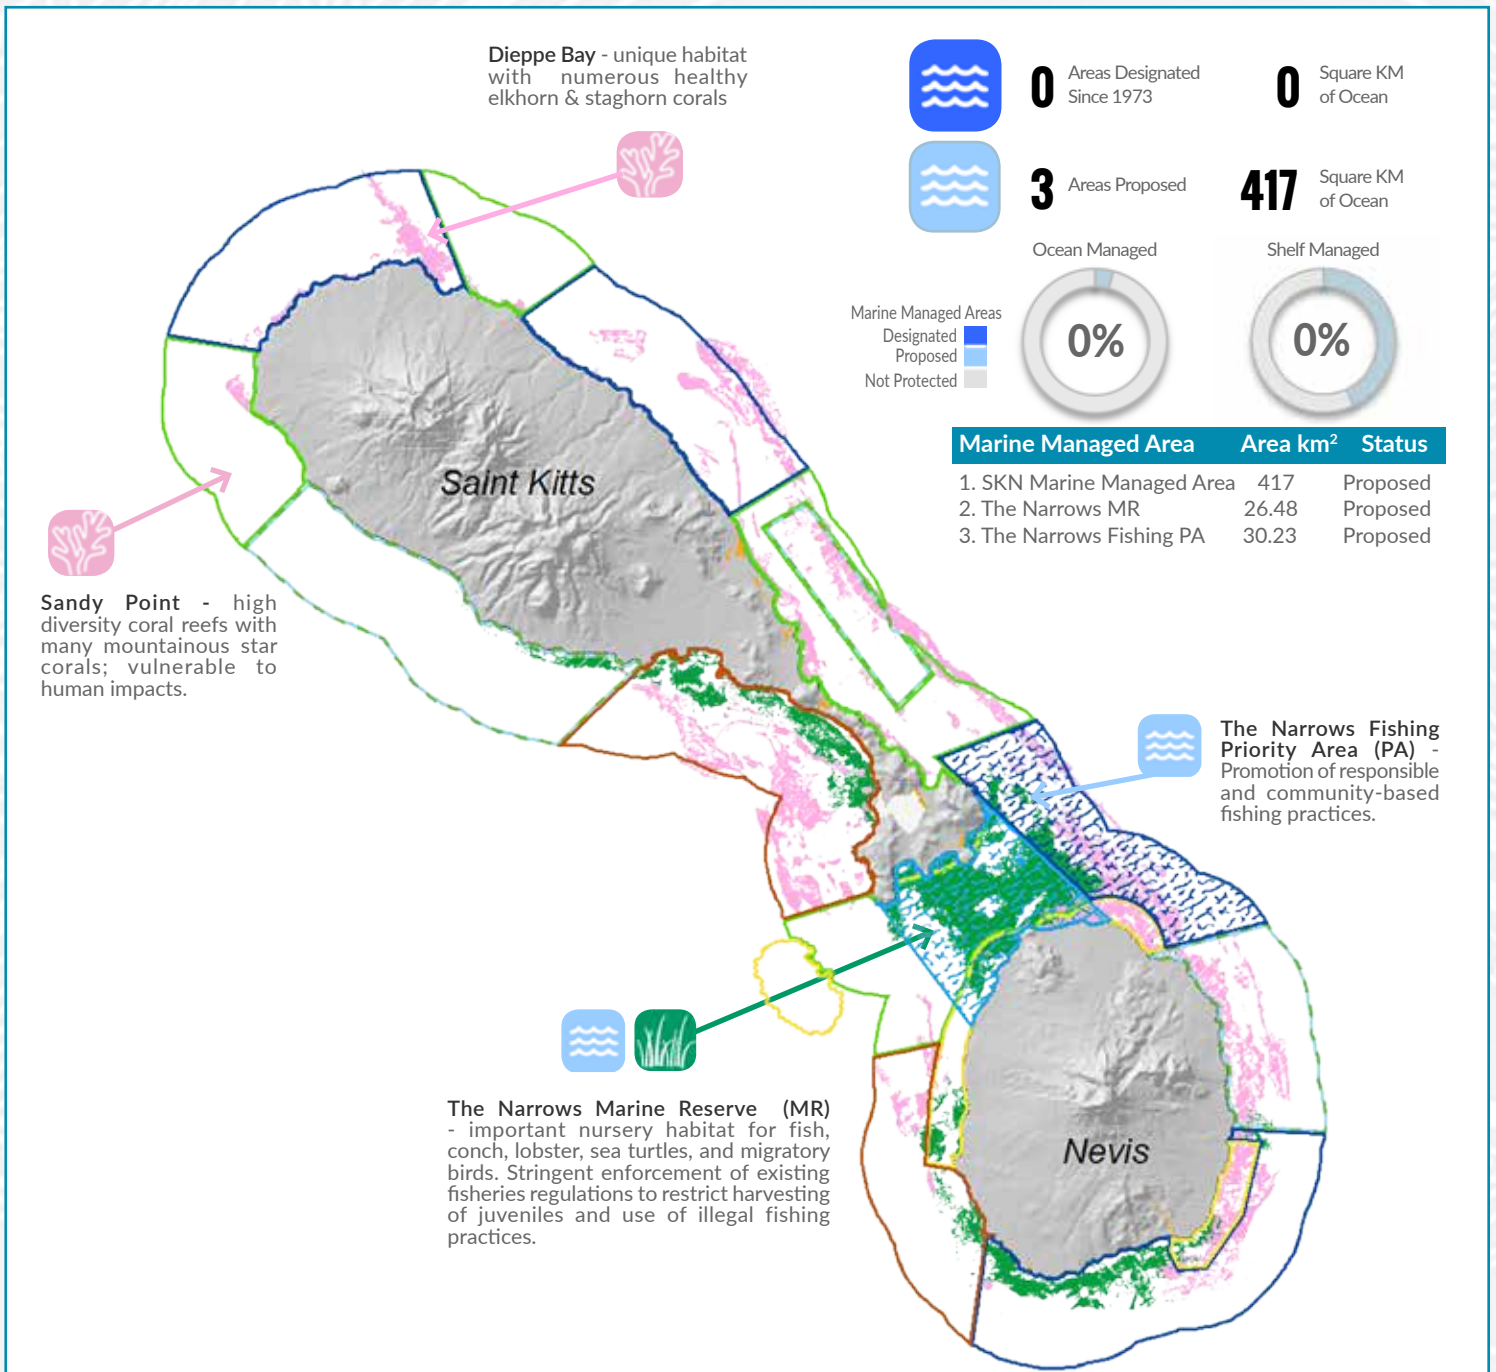 Dieppe Bay - unique habitat
with numerous healthy
elkhorn & staghorn corals
0 Areas Designated
Since 1973
0 Square KM
of Ocean
3 Areas Proposed
417 Square KM
of Ocean
Ocean Managed
Shelf Managed
Marine Managed Areas
Designated
Proposed
Not Protected
0%
0%
Marine Managed Area Area km² Status
1. SKN Marine Managed Area 417 Proposed
2. The Narrows MR 26.48 Proposed
3. The Narrows Fishing PA 30.23 Proposed
Saint Kitts
Sandy Point - high
diversity coral reefs with
many mountainous star
corals; vulnerable to
human impacts.
The Narrows Fishing
Priority Area (PA) -
Promotion of responsible
and community-based
fishing practices.
The Narrows Marine Reserve (MR)
- important nursery habitat for fish,
conch, lobster, sea turtles, and migratory
birds. Stringent enforcement of existing
fisheries regulations to restrict harvesting
of juveniles and use of illegal fishing
practices.
Nevis